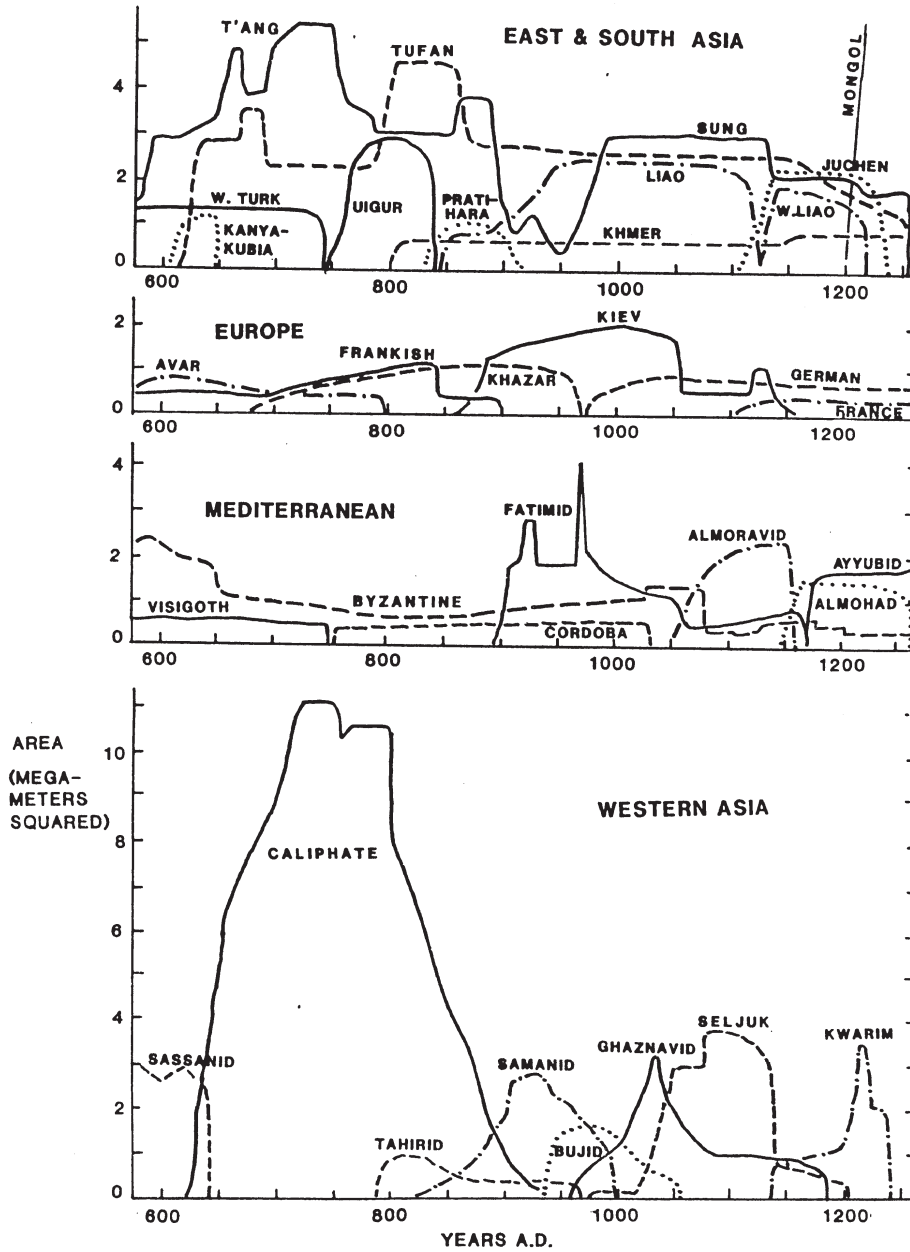 EAST & SOUTH ASIA
T'ANG
TUFAN
MONGOL
4
SUNG
JUCHEN
LIAO
2
W. TURK
UIGUR
PRATI-
HARA
W.LIAO
KANYA-
KUBIA
KHMER
0
600 800 1000 1200
EUROPE
KIEV
2
FRANKISH
AVAR
KHAZAR
GERMAN
0
FRANCE
600 800 1000 1200
4
MEDITERRANEAN
FATIMID
ALMORAVID
2
AYYUBID
VISIGOTH
BYZANTINE
ALMOHAD
CORDOBA
0
600 800 1000 1200
AREA
(MEGA-
METERS
SQUARED)
10
WESTERN ASIA
8
CALIPHATE
6
4
SELJUK
KWARIM
GHAZNAVID
SASSANID
SAMANID
2
TAHIRID
BUJID
0
600 800 1000 1200
YEARS A.D.